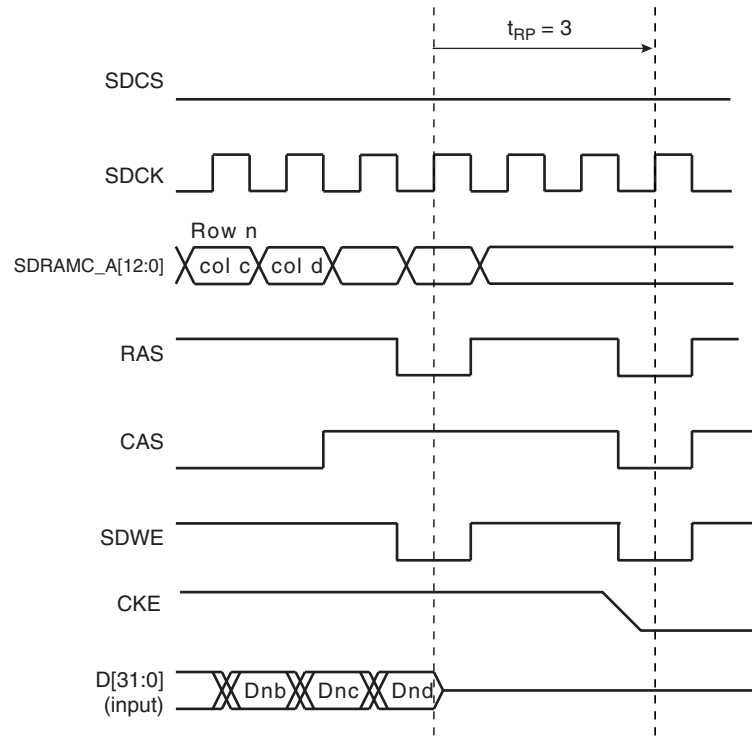 tRP = 3
SDCS
SDCK
Row n
SDRAMC_A[12:0]
col c
col d
RAS
CAS
SDWE
CKE
D[31:0]
(input)
Dnb
Dnc
Dnd